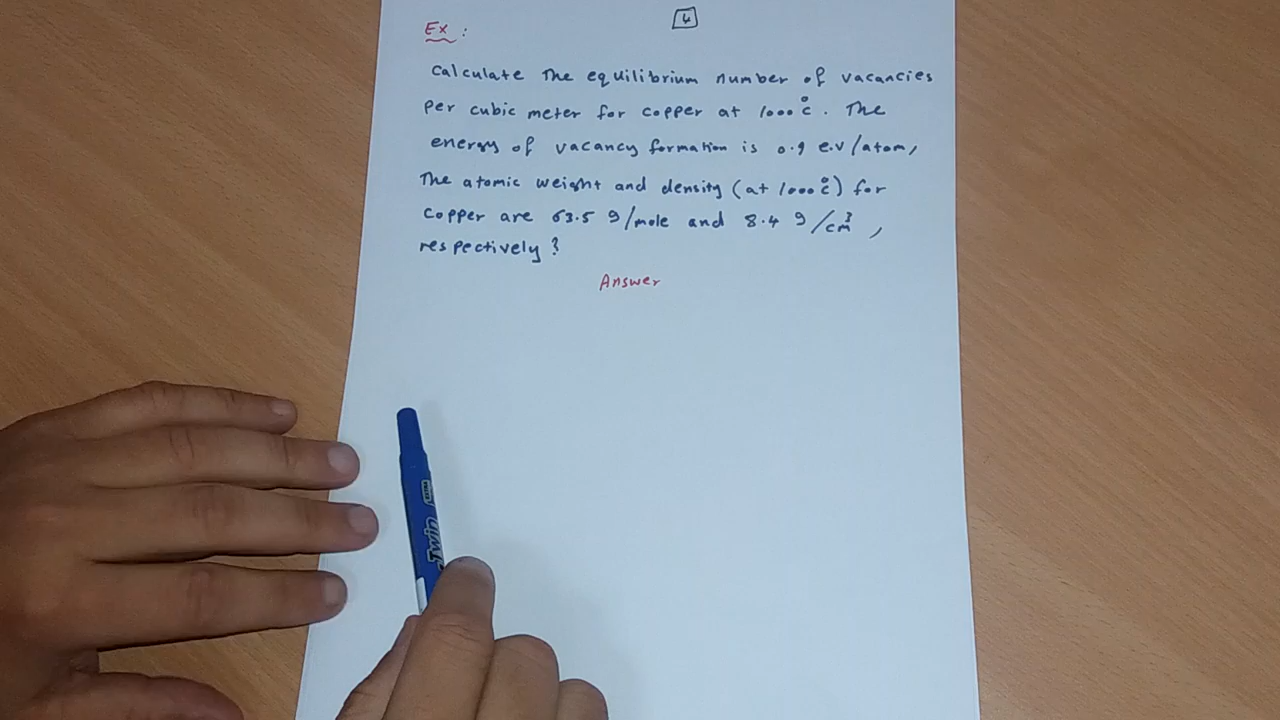 4
Ex :
Calculate The equilibrium number of vacancies
per cubic meter for copper at 1000 °C. The
energy of vacancy formation is 0.9 e.v/atom,
The atomic weight and density (at 1000 °C) for
Copper are 63.5 g/mole and 8.4 g/cm³,
respectively?
Answer
Twin